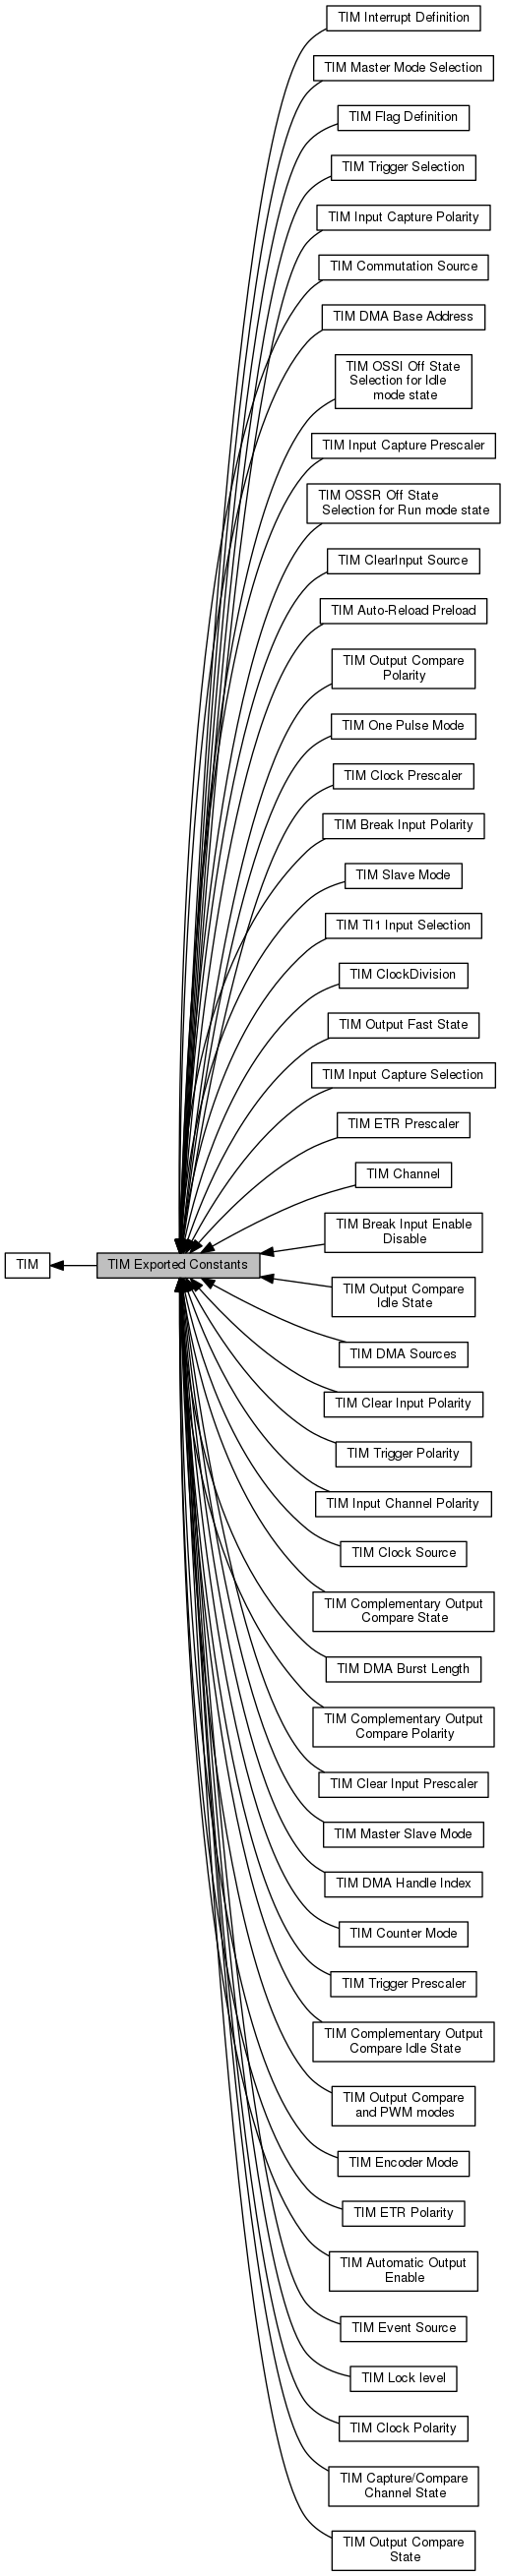 TIM Interrupt Definition
TIM Master Mode Selection
TIM Flag Definition
TIM Trigger Selection
TIM Input Capture Polarity
TIM Commutation Source
TIM DMA Base Address
TIM OSSI Off State
Selection for Idle
mode state
TIM Input Capture Prescaler
TIM OSSR Off State
Selection for Run mode state
TIM ClearInput Source
TIM Auto-Reload Preload
TIM Output Compare
Polarity
TIM One Pulse Mode
TIM Clock Prescaler
TIM Break Input Polarity
TIM Slave Mode
TIM TI1 Input Selection
TIM ClockDivision
TIM Output Fast State
TIM Input Capture Selection
TIM ETR Prescaler
TIM Channel
TIM Break Input Enable
Disable
TIM
TIM Exported Constants
TIM Output Compare
Idle State
TIM DMA Sources
TIM Clear Input Polarity
TIM Trigger Polarity
TIM Input Channel Polarity
TIM Clock Source
TIM Complementary Output
Compare State
TIM DMA Burst Length
TIM Complementary Output
Compare Polarity
TIM Clear Input Prescaler
TIM Master Slave Mode
TIM DMA Handle Index
TIM Counter Mode
TIM Trigger Prescaler
TIM Complementary Output
Compare Idle State
TIM Output Compare
and PWM modes
TIM Encoder Mode
TIM ETR Polarity
TIM Automatic Output
Enable
TIM Event Source
TIM Lock level
TIM Clock Polarity
TIM Capture/Compare
Channel State
TIM Output Compare
State